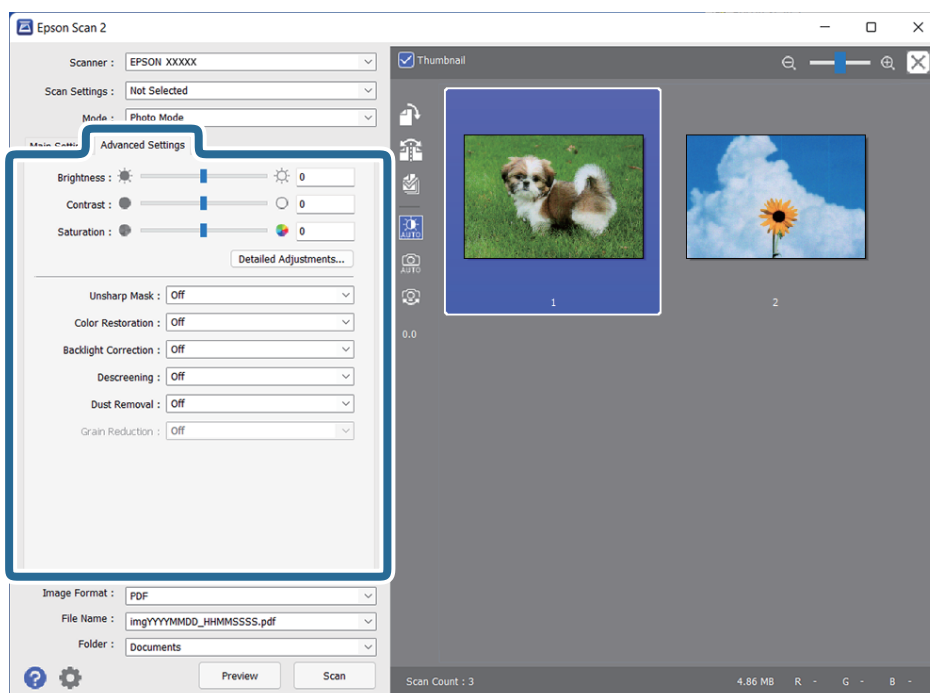 Epson Scan 2
Scanner : EPSON XXXXX
Scan Settings : Not Selected
Mode : Photo Mode
Main Advanced Settings
Brightness : 0
Contrast : 0
Saturation : 0
Detailed Adjustments...
Unsharp Mask : Off
Color Restoration : Off
Backlight Correction : Off
Descreening : Off
Dust Removal : Off
Grain Reduction : Off
Image Format : PDF
File Name : imgYYYYMMDD_HHMMSSSS.pdf
Folder : Documents
? Preview Scan
Thumbnail
AUTO
AUTO
0.0
1 2
Scan Count : 3 4.86 MB R - G - B -